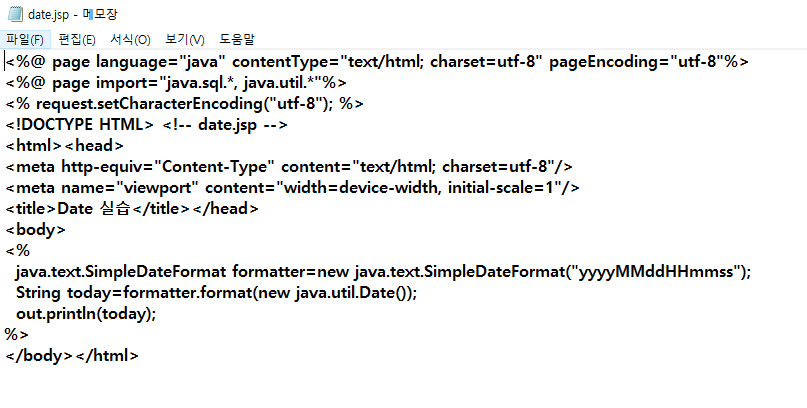 date.jsp - 메모장
파일(F) 편집(E) 서식(O) 보기(V) 도움말
<%@ page language="java" contentType="text/html; charset=utf-8" pageEncoding="utf-8"%>
<%@ page import="java.sql.*, java.util.*"%>
<% request.setCharacterEncoding("utf-8"); %>
<!DOCTYPE HTML> <!-- date.jsp -->
<html><head>
<meta http-equiv="Content-Type" content="text/html; charset=utf-8"/>
<meta name="viewport" content="width=device-width, initial-scale=1"/>
<title>Date 실습</title></head>
<body>
<%
  java.text.SimpleDateFormat formatter=new java.text.SimpleDateFormat("yyyyMMddHHmmss");
  String today=formatter.format(new java.util.Date());
  out.println(today);
%>
</body></html>